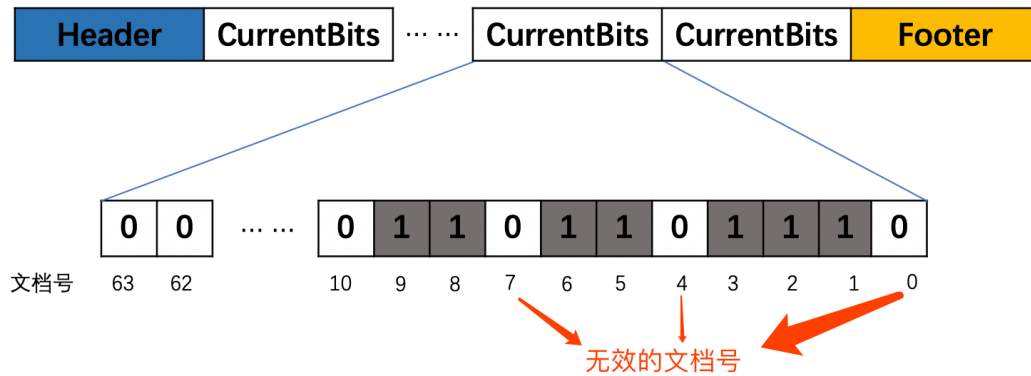 Header CurrentBits ... ... CurrentBits CurrentBits Footer
0 0 ... ... 0 1 1 0 1 1 0 1 1 1 0
文档号 63 62 10 9 8 7 6 5 4 3 2 1 0
无效的文档号